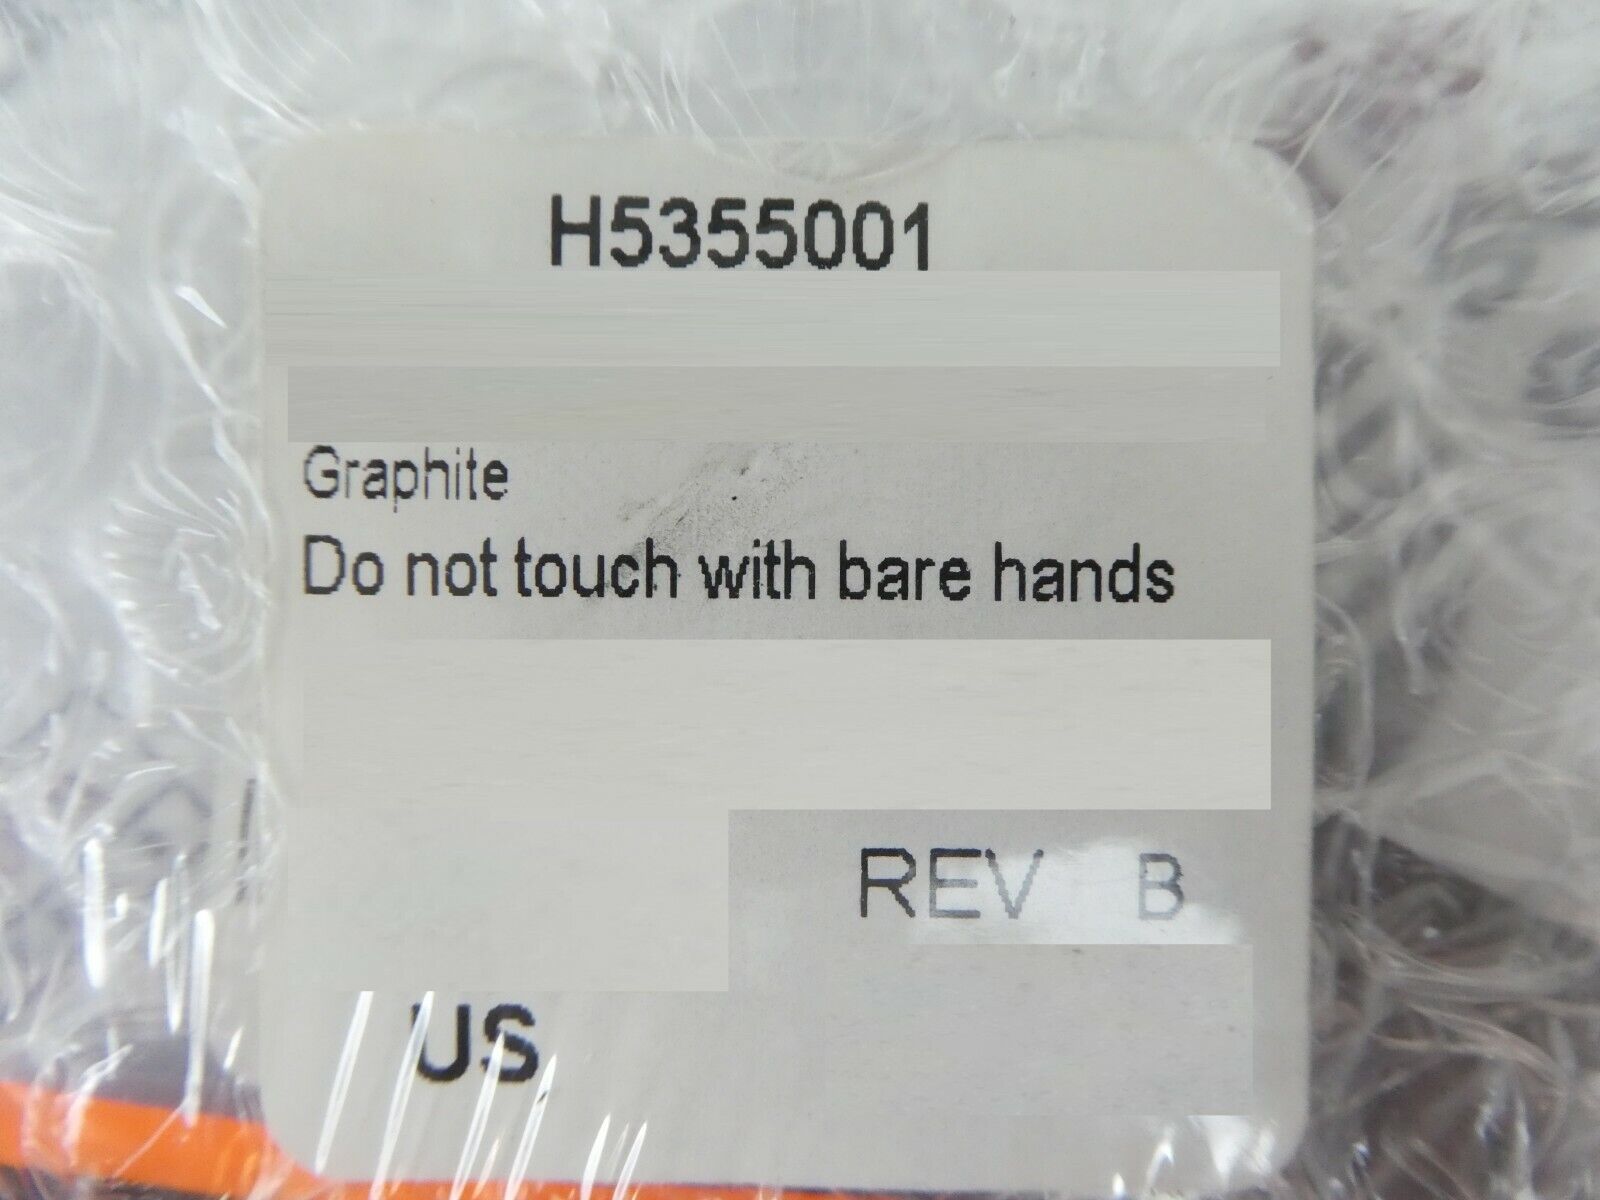 H5355001
Graphite
Do not touch with bare hands
REV B
US